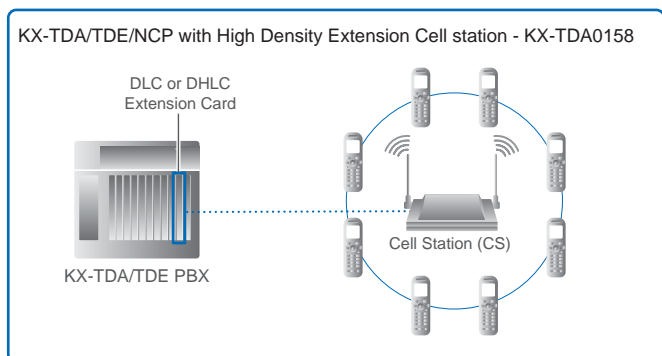 KX-TDA/TDE/NCP with High Density Extension Cell station - KX-TDA0158
DLC or DHLC
Extension Card
Cell Station (CS)
KX-TDA/TDE PBX